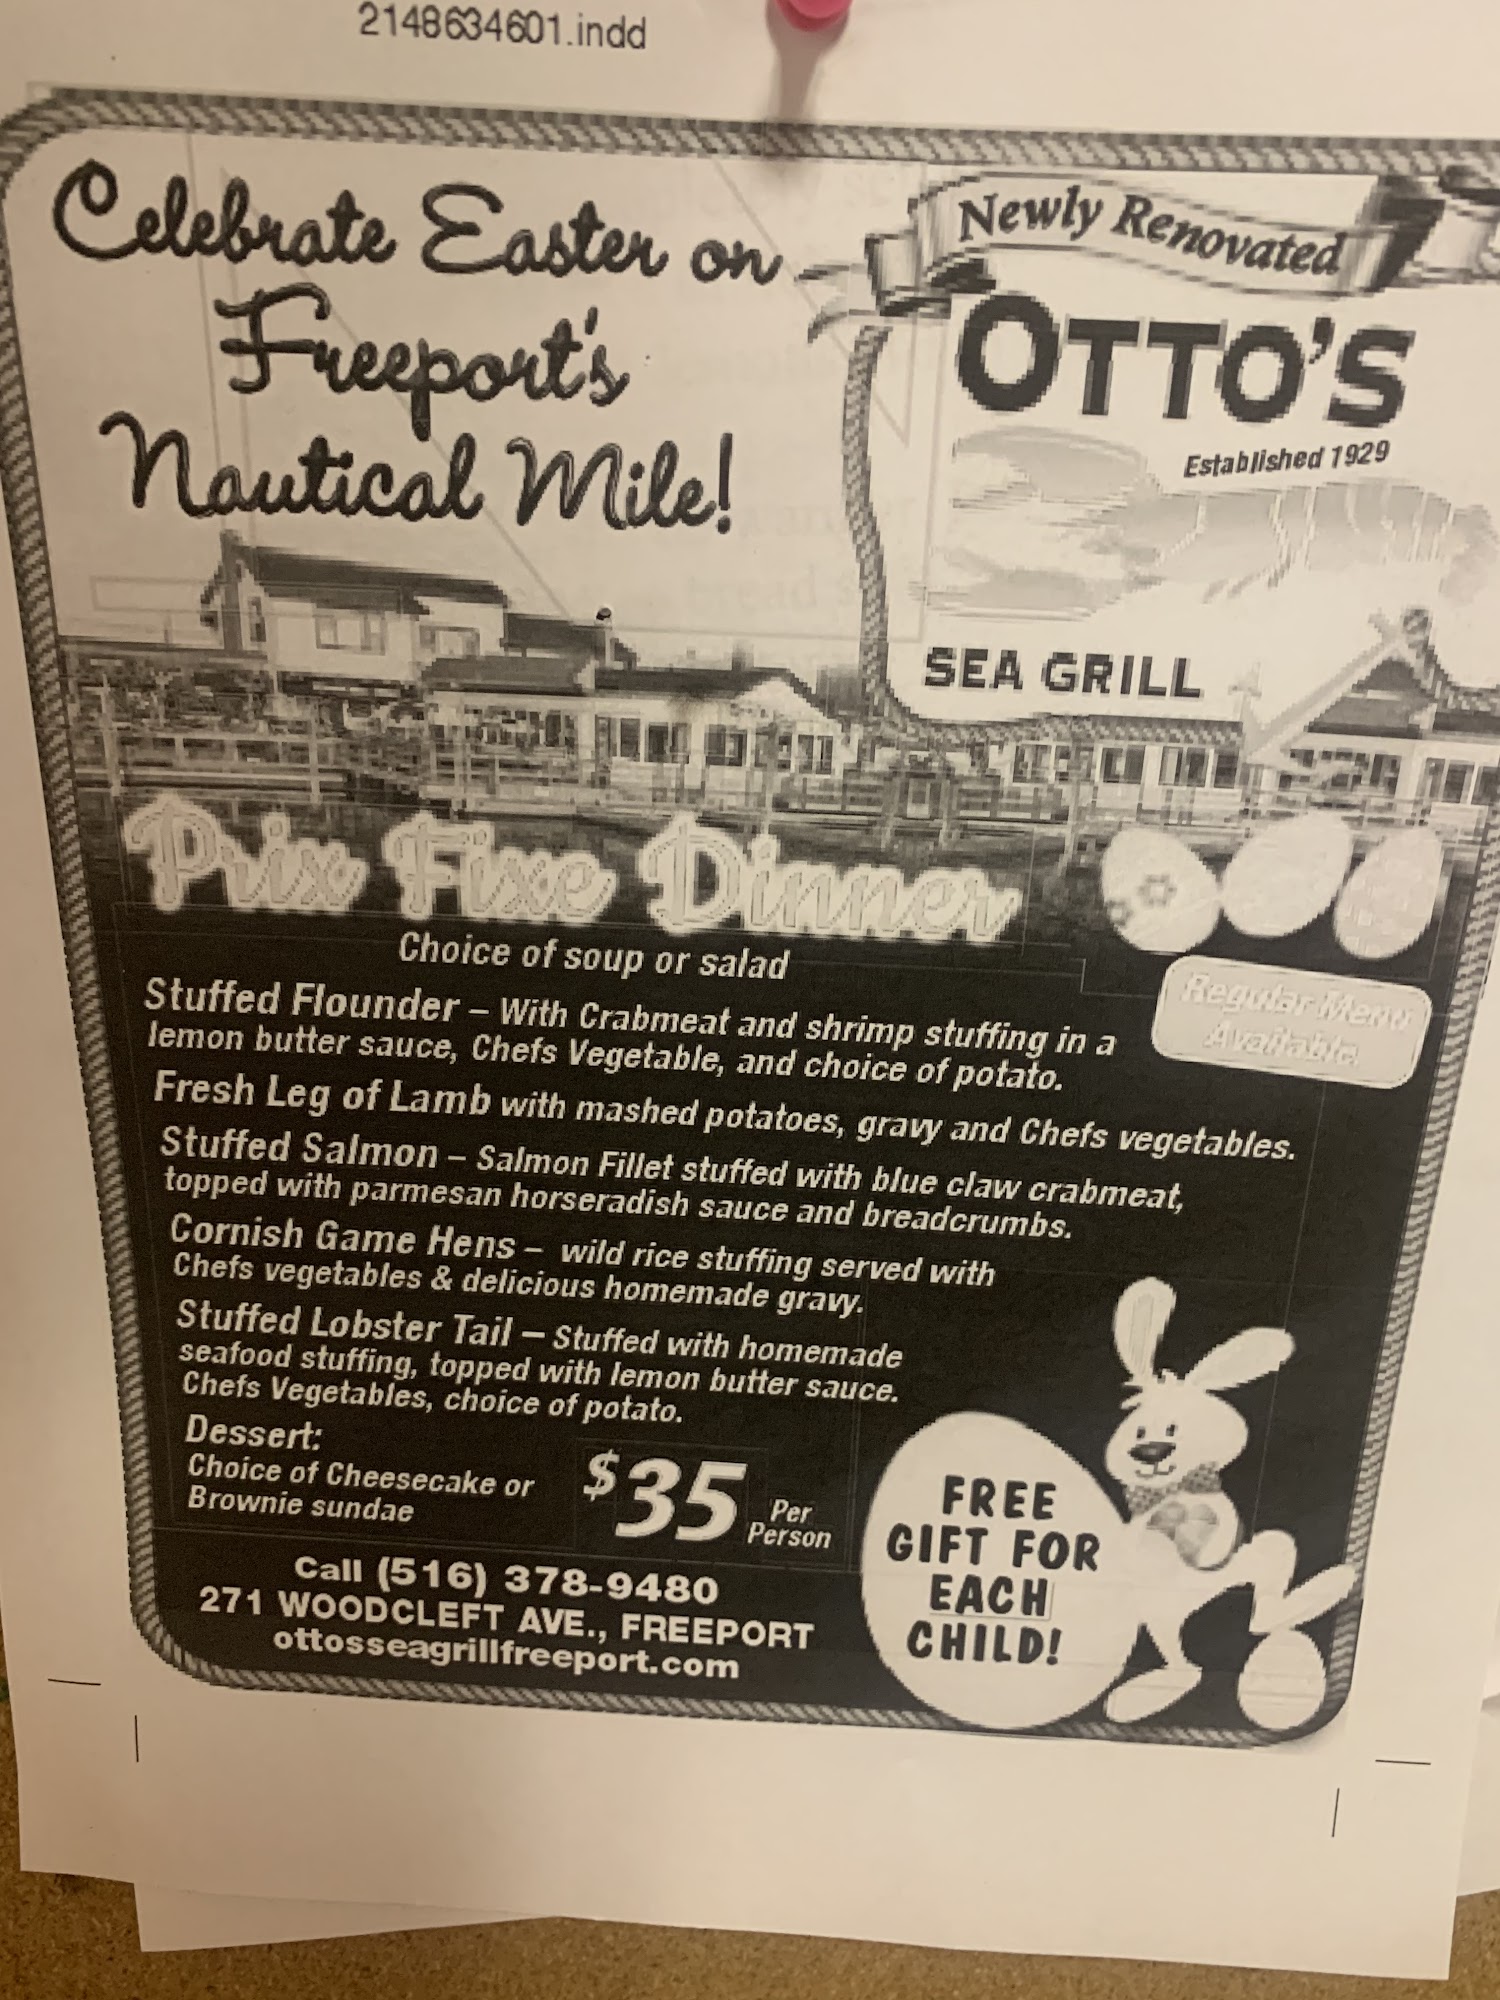 2148634601.indd
Celebrate Easter on
Freeport's
Nautical Mile!
Newly Renovated
OTTO'S
Established 1929
SEA GRILL
Prix Fixe Dinner
Choice of soup or salad
Regular Menu
Available.
Stuffed Flounder – With Crabmeat and shrimp stuffing in a
lemon butter sauce, Chefs Vegetable, and choice of potato.
Fresh Leg of Lamb with mashed potatoes, gravy and Chefs vegetables.
Stuffed Salmon – Salmon Fillet stuffed with blue claw crabmeat,
topped with parmesan horseradish sauce and breadcrumbs.
Cornish Game Hens – wild rice stuffing served with
Chefs vegetables & delicious homemade gravy.
Stuffed Lobster Tail – Stuffed with homemade
seafood stuffing, topped with lemon butter sauce.
Chefs Vegetables, choice of potato.
Dessert:
Choice of Cheesecake or
Brownie sundae
$35 Per
Person
Call (516) 378-9480
271 WOODCLEFT AVE., FREEPORT
ottosseagrillfreeport.com
FREE
GIFT FOR
EACH
CHILD!